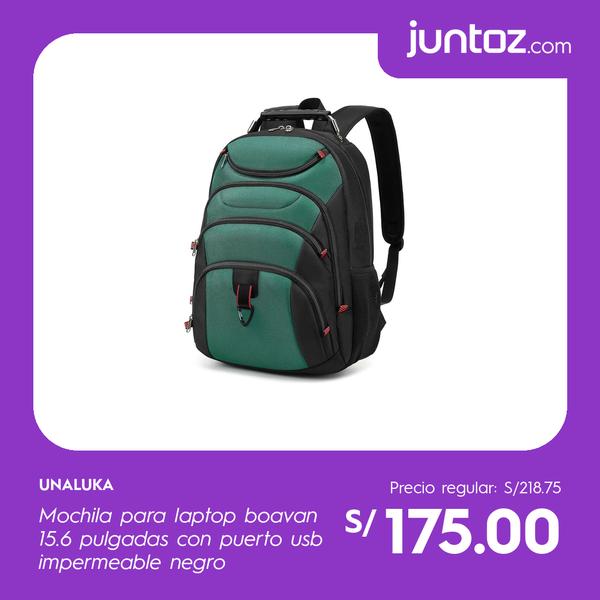 juntoz.com
UNALUKA
Mochila para laptop boavan
15.6 pulgadas con puerto usb
impermeable negro
Precio regular: S/218.75
S/175.00